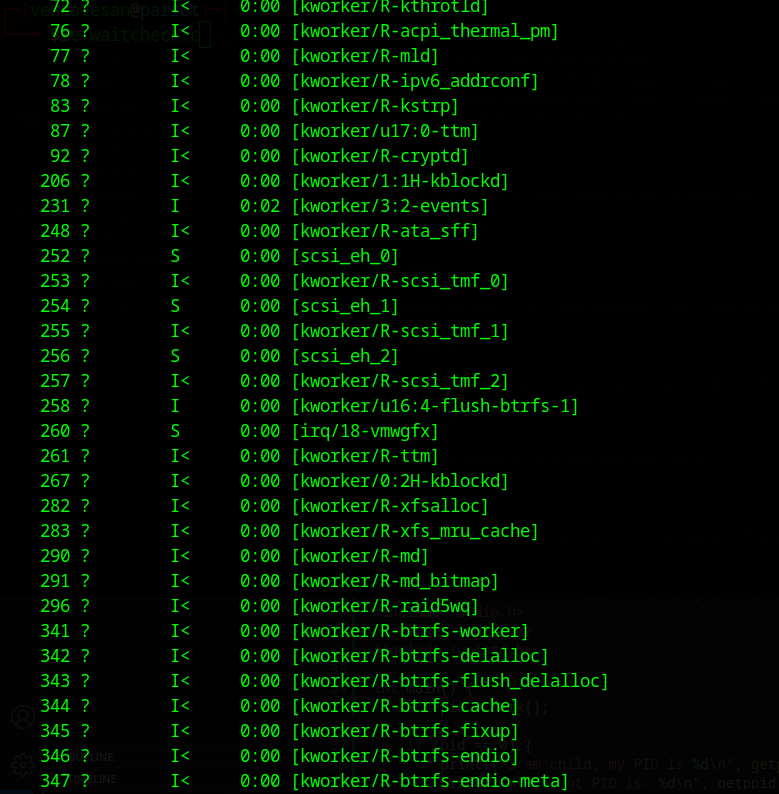 72 ? I< 0:00 [kworker/R-kthrotld]
76 ? I< 0:00 [kworker/R-acpi_thermal_pm]
77 ? I< 0:00 [kworker/R-mld]
78 ? I< 0:00 [kworker/R-ipv6_addrconf]
83 ? I< 0:00 [kworker/R-kstrp]
87 ? I< 0:00 [kworker/u17:0-ttm]
92 ? I< 0:00 [kworker/R-cryptd]
206 ? I< 0:00 [kworker/1:1H-kblockd]
231 ? I 0:02 [kworker/3:2-events]
248 ? I< 0:00 [kworker/R-ata_sff]
252 ? S 0:00 [scsi_eh_0]
253 ? I< 0:00 [kworker/R-scsi_tmf_0]
254 ? S 0:00 [scsi_eh_1]
255 ? I< 0:00 [kworker/R-scsi_tmf_1]
256 ? S 0:00 [scsi_eh_2]
257 ? I< 0:00 [kworker/R-scsi_tmf_2]
258 ? I 0:00 [kworker/u16:4-flush-btrfs-1]
260 ? S 0:00 [irq/18-vmwgfx]
261 ? I< 0:00 [kworker/R-ttm]
267 ? I< 0:00 [kworker/0:2H-kblockd]
282 ? I< 0:00 [kworker/R-xfsalloc]
283 ? I< 0:00 [kworker/R-xfs_mru_cache]
290 ? I< 0:00 [kworker/R-md]
291 ? I< 0:00 [kworker/R-md_bitmap]
296 ? I< 0:00 [kworker/R-raid5wq]
341 ? I< 0:00 [kworker/R-btrfs-worker]
342 ? I< 0:00 [kworker/R-btrfs-delalloc]
343 ? I< 0:00 [kworker/R-btrfs-flush_delalloc]
344 ? I< 0:00 [kworker/R-btrfs-cache]
345 ? I< 0:00 [kworker/R-btrfs-fixup]
346 ? I< 0:00 [kworker/R-btrfs-endio]
347 ? I< 0:00 [kworker/R-btrfs-endio-meta]